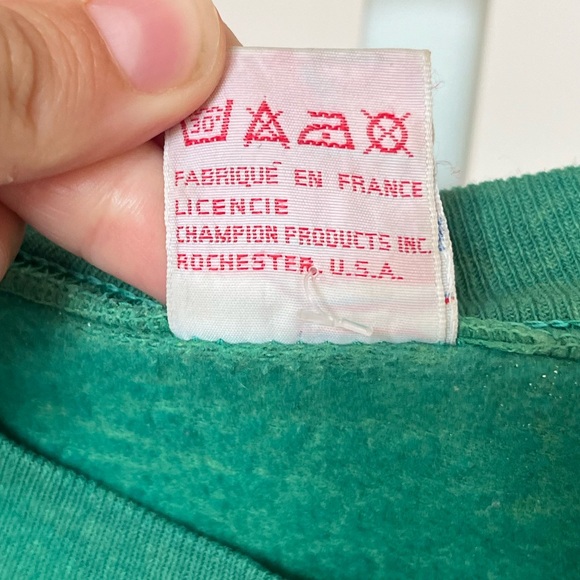 30°
A
FABRIQUÉ EN FRANCE
LICENCIE
CHAMPION PRODUCTS INC.
ROCHESTER, U.S.A.